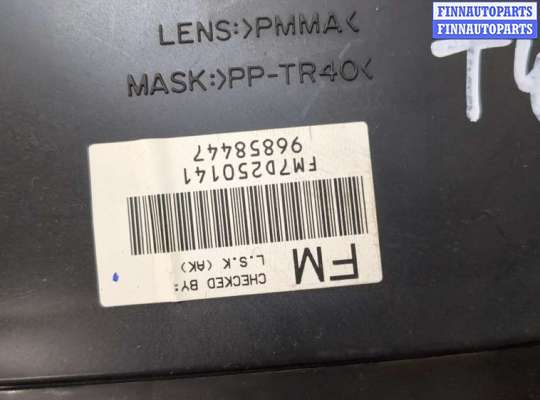 FINNAUTOPARTS
FINNAUTOPARTS
LENS:>PMMA<
MASK:>PP-TR40<
FM
CHECKED BY:
L.S.K (AK)
FM7D250141
96858447